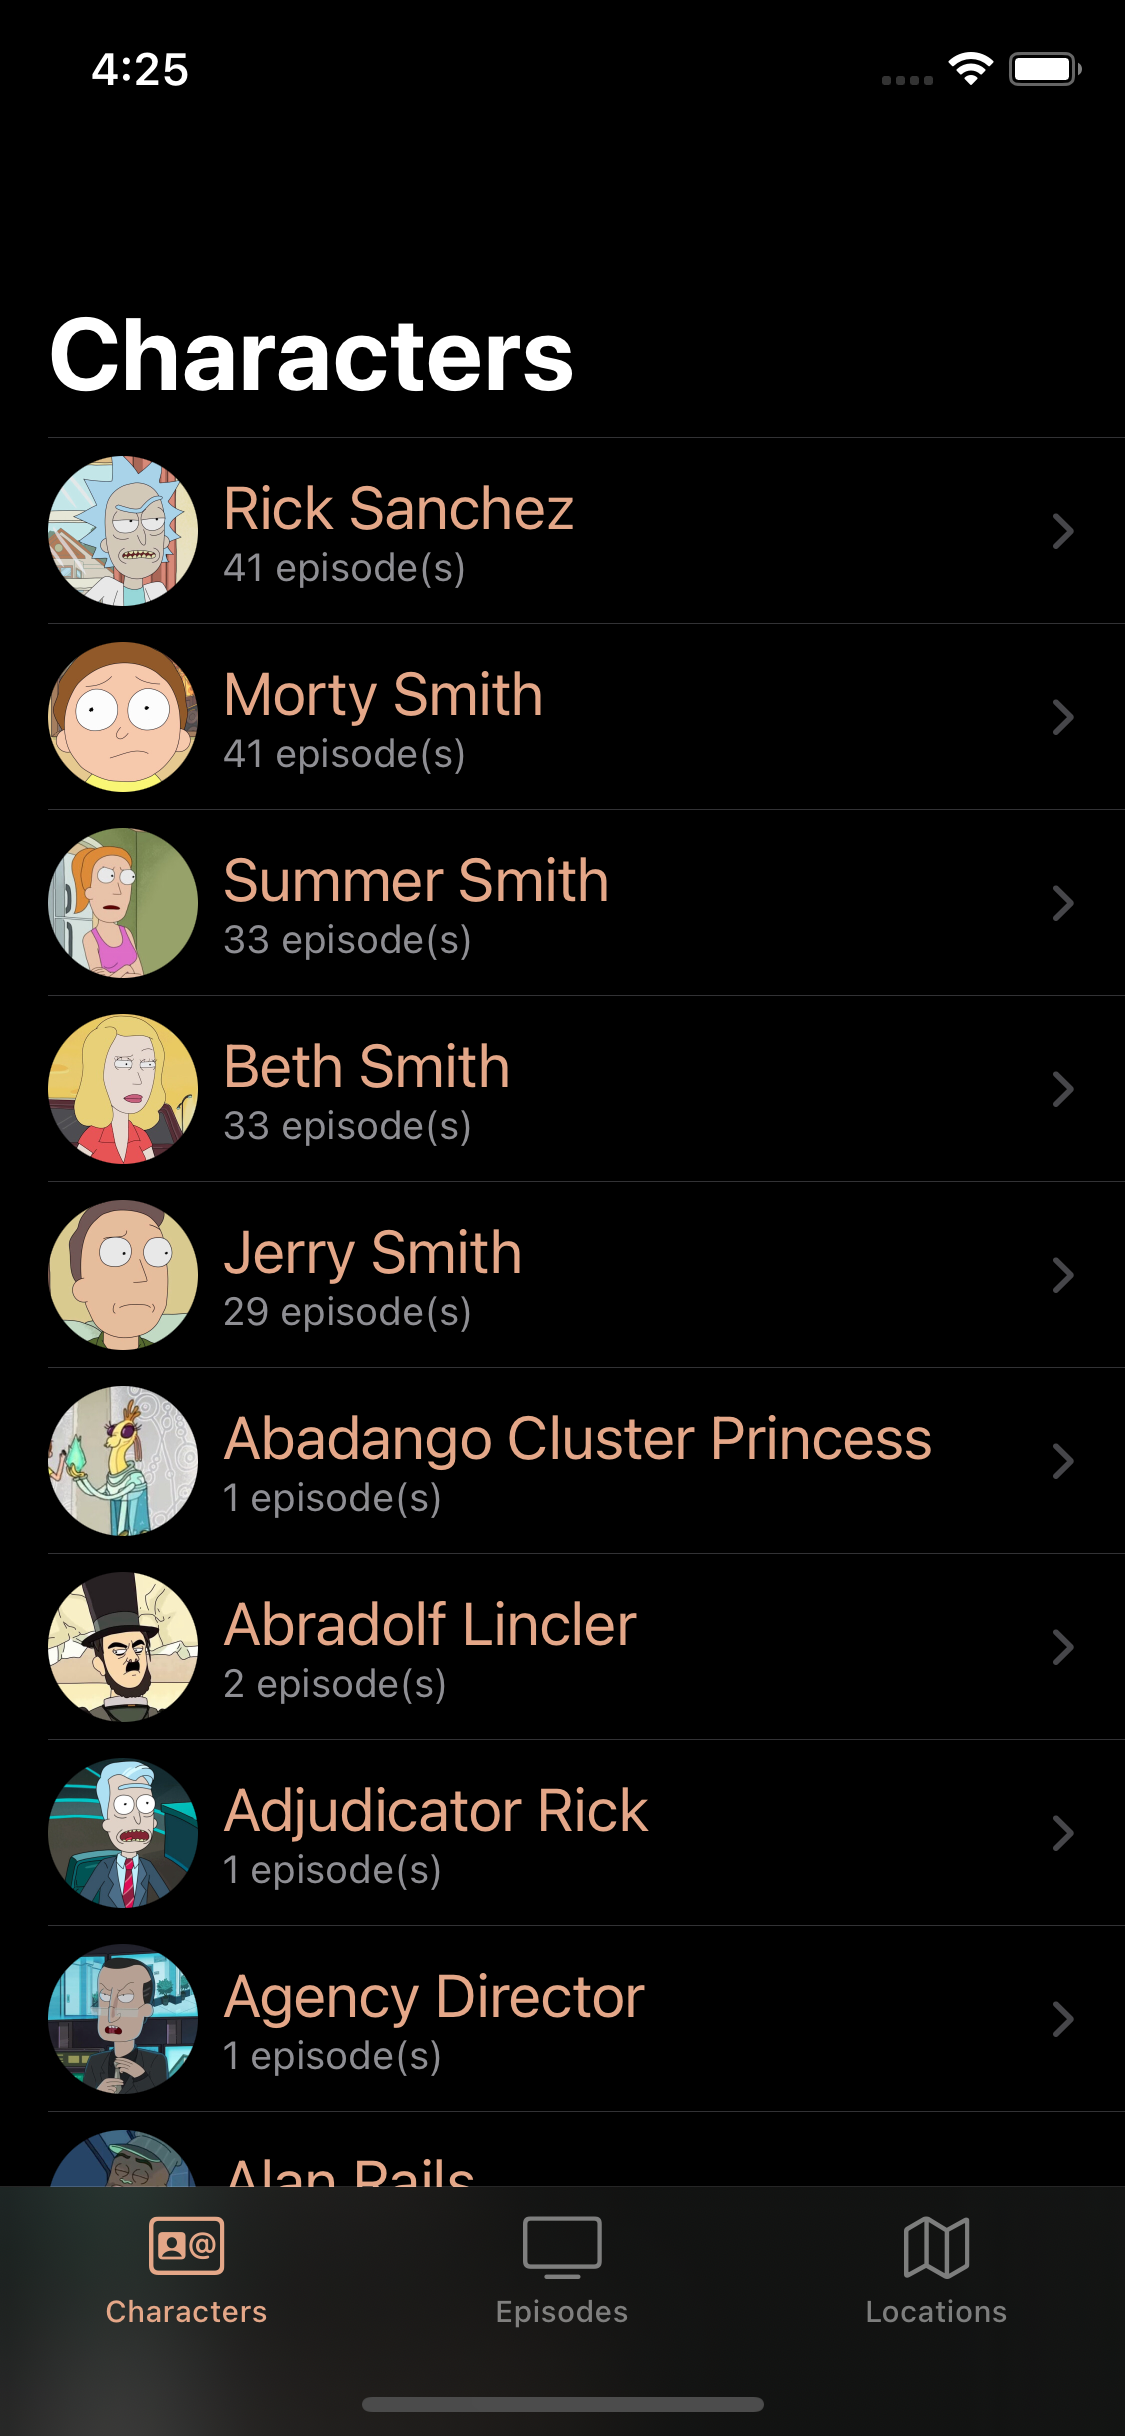 4:25
Characters
Rick Sanchez
41 episode(s)
Morty Smith
41 episode(s)
Summer Smith
33 episode(s)
Beth Smith
33 episode(s)
Jerry Smith
29 episode(s)
Abadango Cluster Princess
1 episode(s)
Abradolf Lincler
2 episode(s)
Adjudicator Rick
1 episode(s)
Agency Director
1 episode(s)
Alan Rails
@
Characters
Episodes
Locations